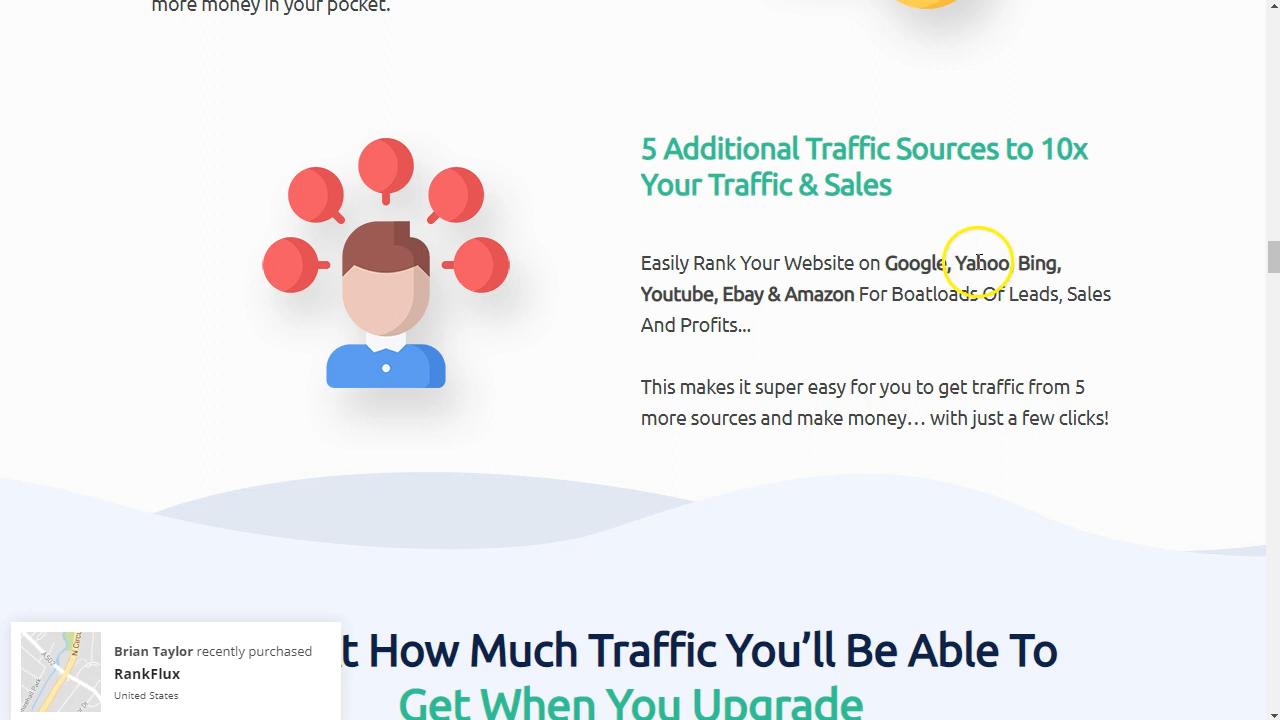 more money in your pocket.
5 Additional Traffic Sources to 10x
Your Traffic & Sales
Easily Rank Your Website on Google, Yahoo, Bing,
Youtube, Ebay & Amazon For Boatloads Of Leads, Sales
And Profits...
This makes it super easy for you to get traffic from 5
more sources and make money… with just a few clicks!
t How Much Traffic You’ll Be Able To
Get When You Upgrade
Brian Taylor recently purchased
RankFlux
United States